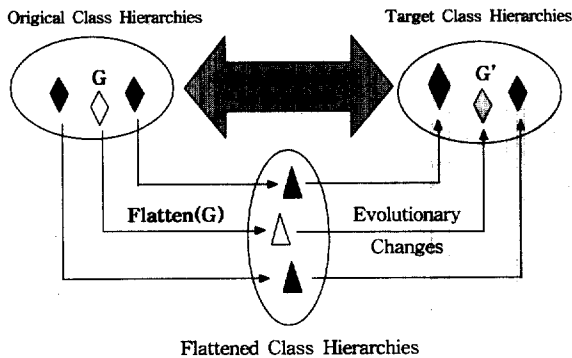 Origical Class Hierarchies
Target Class Hierarchies
G
G'
Flatten(G)
Evolutionary
Changes
Flattened Class Hierarchies